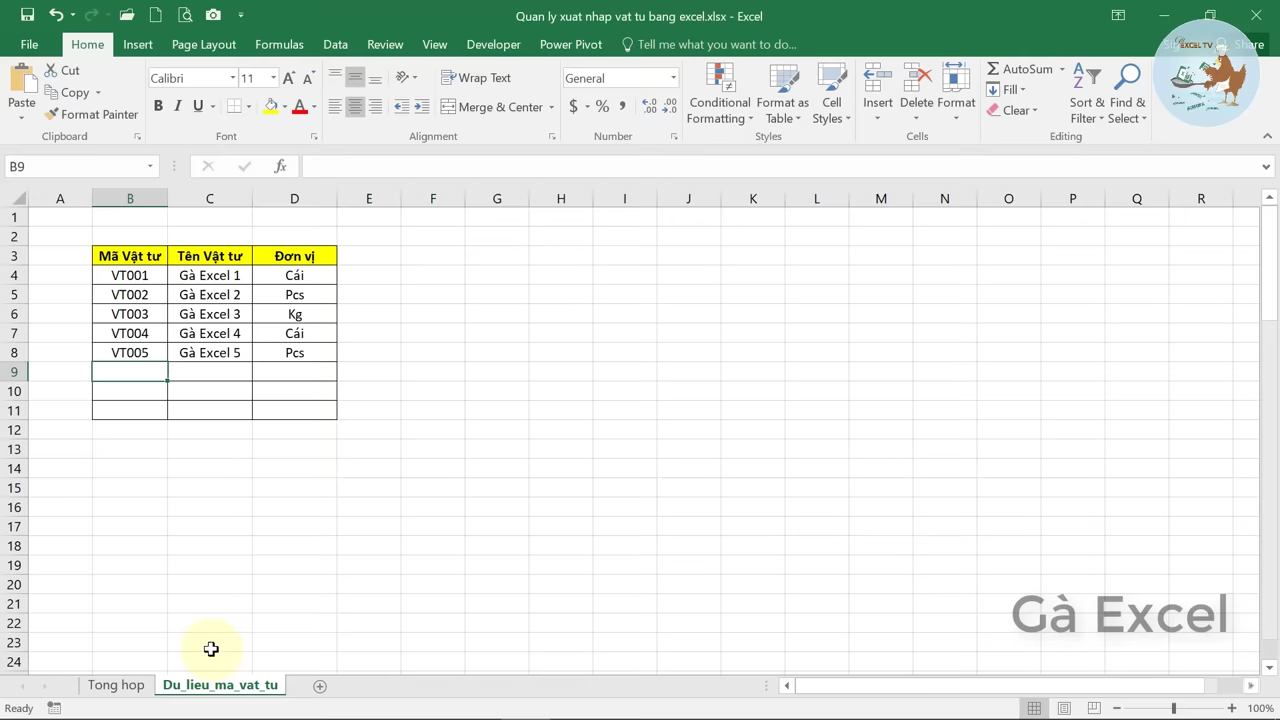 Quan ly xuat nhap vat tu bang excel.xlsx - Excel
File Home Insert Page Layout Formulas Data Review View Developer Power Pivot Tell me what you want to do... Share
EXCEL TV
Paste Cut Copy Format Painter Clipboard
Calibri 11 B I U A Font
Wrap Text Merge & Center Alignment
General $ % , Number
Conditional Formatting Format as Table Cell Styles Styles
Insert Delete Format Cells
AutoSum Fill Clear Sort & Filter Find & Select Editing
B9 fx
A B C D E F G H I J K L M N O P Q R
1
2
3 Mã Vật tư Tên Vật tư Đơn vị
4 VT001 Gà Excel 1 Cái
5 VT002 Gà Excel 2 Pcs
6 VT003 Gà Excel 3 Kg
7 VT004 Gà Excel 4 Cái
8 VT005 Gà Excel 5 Pcs
9
10
11
12
13
14
15
16
17
18
19
20
21
22
23
24
Gà Excel
Tong hop Du_lieu_ma_vat_tu
Ready 100%